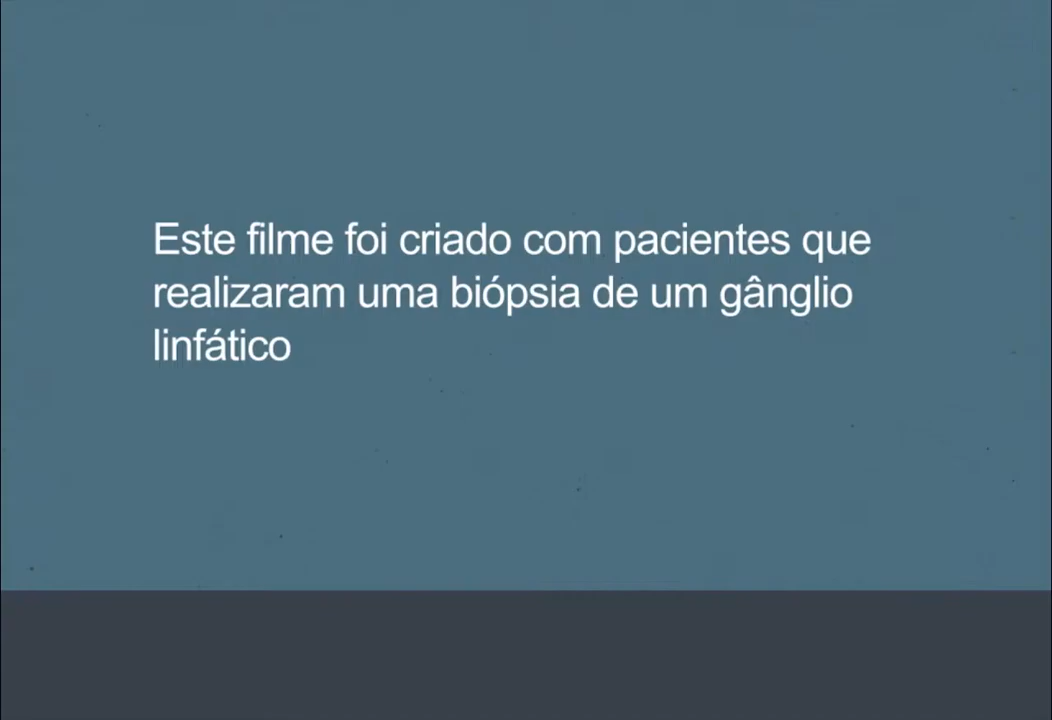 Este filme foi criado com pacientes que
realizaram uma biópsia de um gânglio
linfático